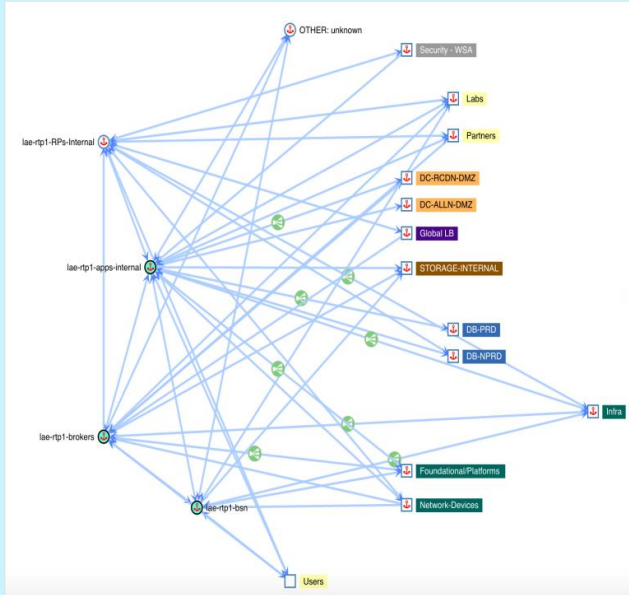 OTHER: unknown
Security - WSA
Labs
Partners
lae-rtp1-RPs-Internal
DC-RCDN-DMZ
DC-ALLN-DMZ
Global LB
lae-rtp1-apps-internal
STORAGE-INTERNAL
DB-PRD
DB-NPRD
Infra
lae-rtp1-brokers
Foundational/Platforms
Network-Devices
lae-rtp1-bsn
Users